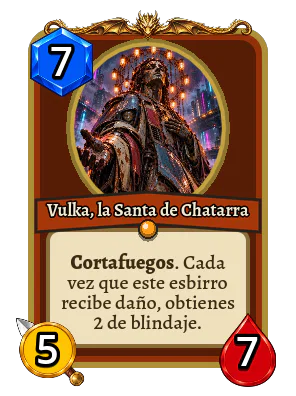 7
Vulka, la Santa de Chatarra
Cortafuegos. Cada
vez que este esbirro
recibe daño, obtienes
2 de blindaje.
5
7